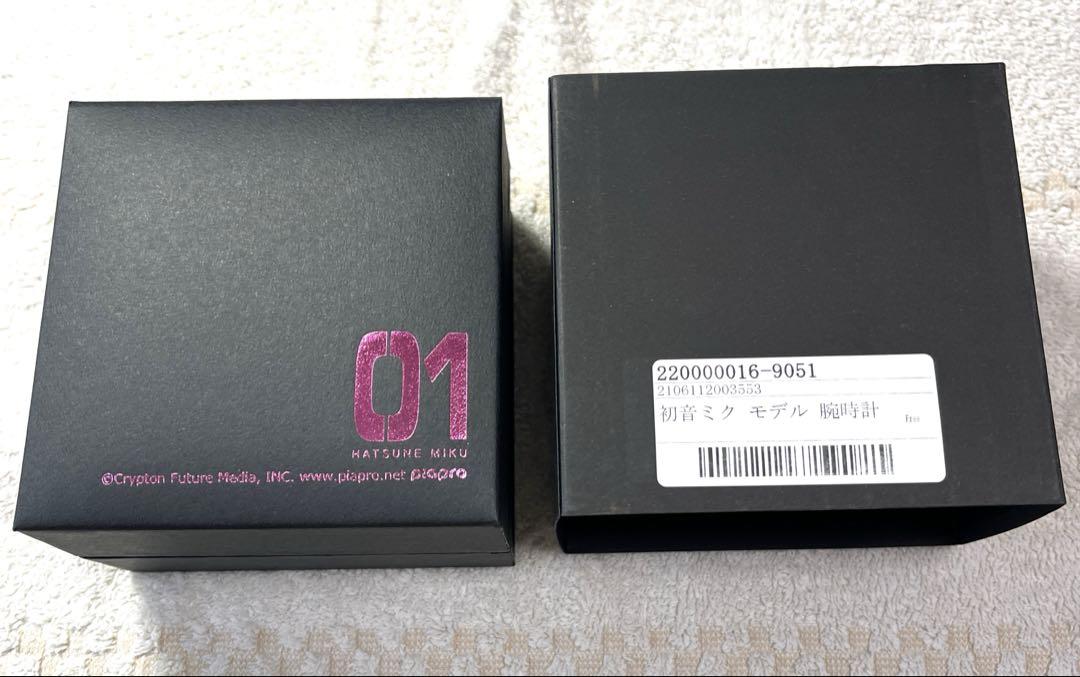 01
HATSUNE MIKU
©Crypton Future Media, INC. www.piapro.net piapro
220000016-9051
2106112003553
初音ミク モデル 腕時計 Free